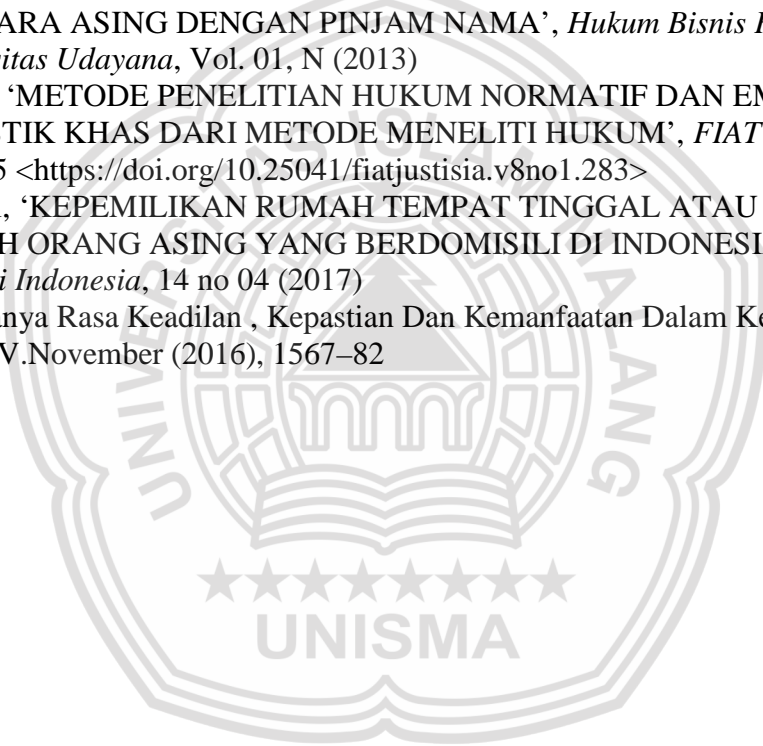 ARA ASING DENGAN PINJAM NAMA’, Hukum Bisnis
itas Udayana, Vol. 01, N (2013)
‘METODE PENELITIAN HUKUM NORMATIF DAN
TIK KHAS DARI METODE MENELITI HUKUM’, FIAT
5 <https://doi.org/10.25041/fiatjustisia.v8no1.283>
, ‘KEPEMILIKAN RUMAH TEMPAT TINGGAL ATAU
H ORANG ASING YANG BERDOMISILI DI INDONESI
i Indonesia, 14 no 04 (2017)
anya Rasa Keadilan , Kepastian Dan Kemanfaatan Dalam
V.November (2016), 1567–82
UNIVERSITAS ISLAM MALANG
UNISMA